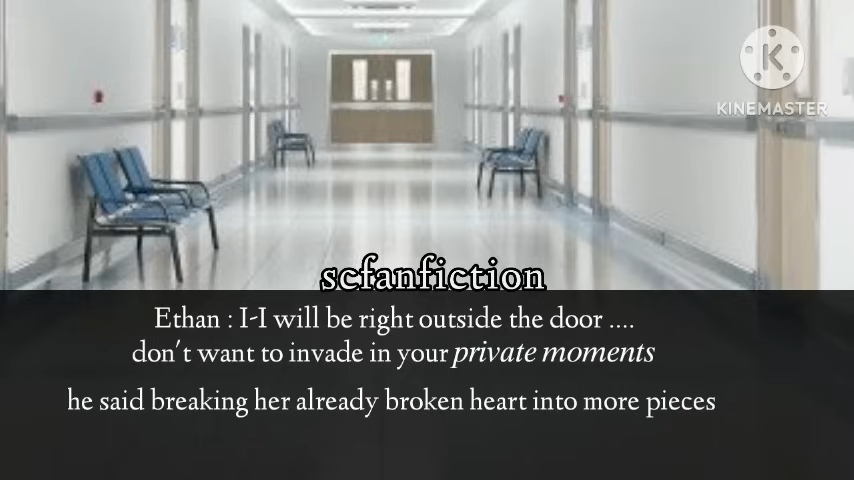 KINEMASTER
scfanfiction
Ethan : I-I will be right outside the door ....
don't want to invade in your private moments
he said breaking her already broken heart into more pieces